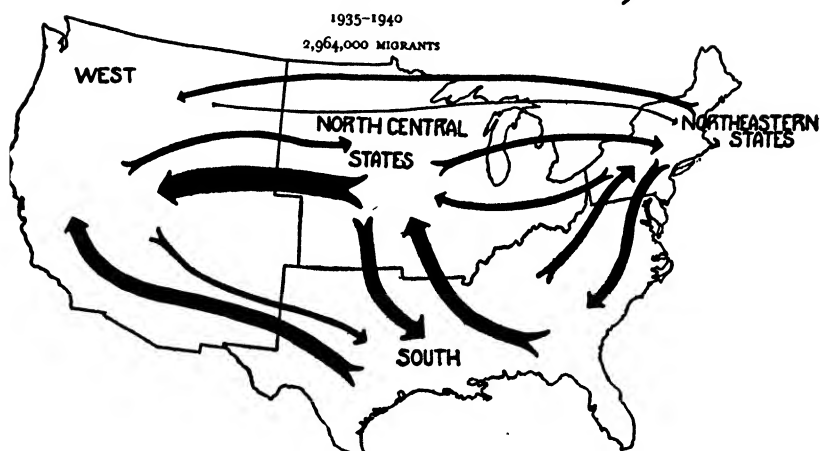 1935–1940
2,964,000 MIGRANTS
WEST
NORTH CENTRAL
STATES
NORTHEASTERN
STATES
SOUTH